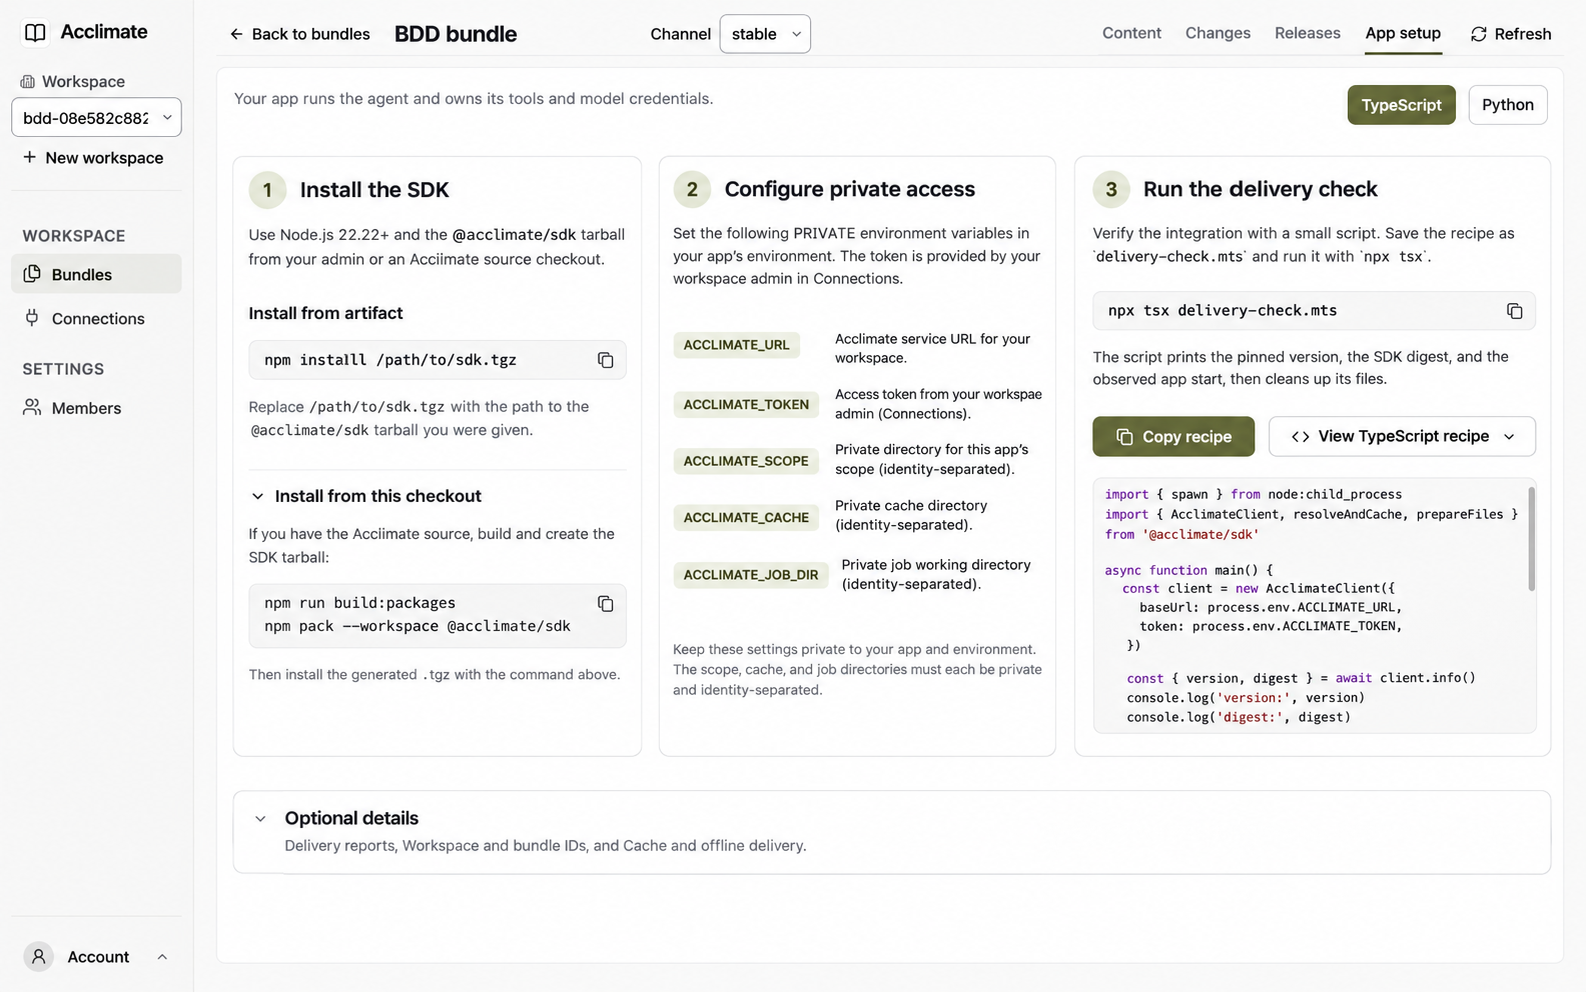 Acclimate
Workspace
bdd-08e582c882
+ New workspace
WORKSPACE
Bundles
Connections
SETTINGS
Members
Account
← Back to bundles
BDD bundle
Channel
stable
Content
Changes
Releases
App setup
Refresh
Your app runs the agent and owns its tools and model credentials.
TypeScript
Python
1 Install the SDK
Use Node.js 22.22+ and the @acclimate/sdk tarball
from your admin or an Acciimate source checkout.
Install from artifact
npm installl /path/to/sdk.tgz
Replace /path/to/sdk.tgz with the path to the
@acclimate/sdk tarball you were given.
Install from this checkout
If you have the Acciimate source, build and create the
SDK tarball:
npm run build:packages
npm pack --workspace @acclimate/sdk
Then install the generated .tgz with the command above.
2 Configure private access
Set the following PRIVATE environment variables in
your app's environment. The token is provided by your
workspace admin in Connections.
ACCLIMATE_URL
Acclimate service URL for your
workspace.
ACCLIMATE_TOKEN
Access token from your workspae
admin (Connections).
ACCLIMATE_SCOPE
Private directory for this app's
scope (identity-separated).
ACCLIMATE_CACHE
Private cache directory
(identity-separated).
ACCLIMATE_JOB_DIR
Private job working directory
(identity-separated).
Keep these settings private to your app and environment.
The scope, cache, and job directories must each be private
and identity-separated.
3 Run the delivery check
Verify the integration with a small script. Save the recipe as
`delivery-check.mts` and run it with `npx tsx`.
npx tsx delivery-check.mts
The script prints the pinned version, the SDK digest, and the
observed app start, then cleans up its files.
Copy recipe
<> View TypeScript recipe
import { spawn } from node:child_process
import { AcclimateClient, resolveAndCache, prepareFiles }
from '@acclimate/sdk'
async function main() {
const client = new AcclimateClient({
baseUrl: process.env.ACCLIMATE_URL,
token: process.env.ACCLIMATE_TOKEN,
})
const { version, digest } = await client.info()
console.log('version:', version)
console.log('digest:', digest)
Optional details
Delivery reports, Workspace and bundle IDs, and Cache and offline delivery.